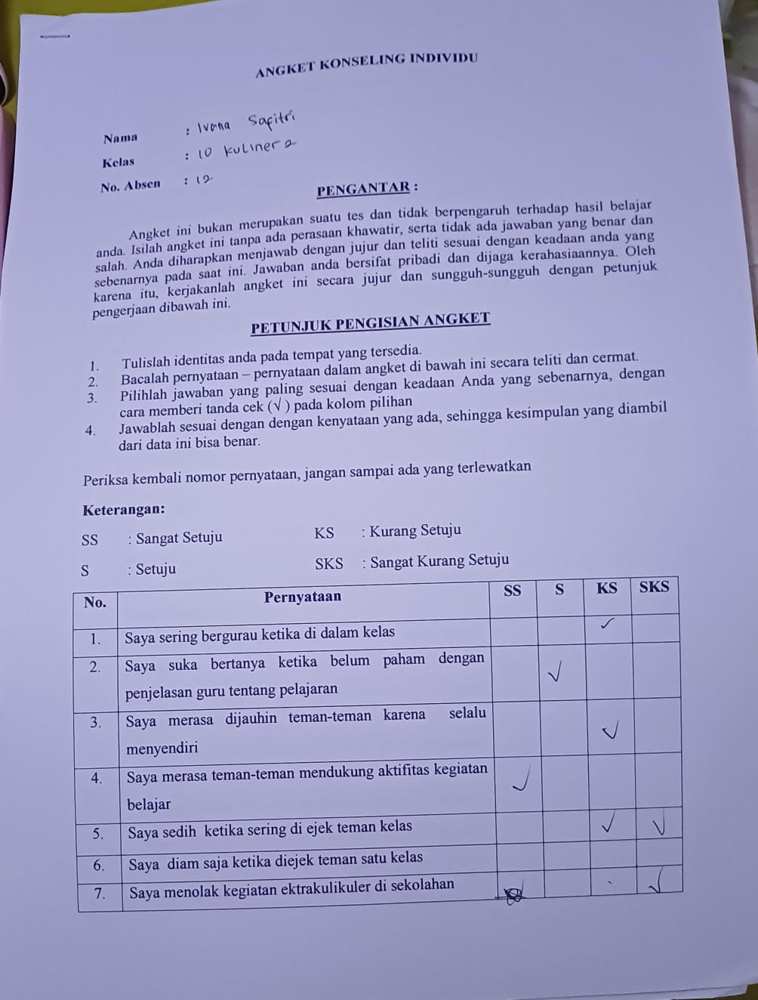 ANGKET KONSELING INDIVIDU
Nama : Ivana Safitri
Kelas : 10 Kuliner 2
No. Absen : 12
PENGANTAR :
Angket ini bukan merupakan suatu tes dan tidak berpengaruh terhadap hasil belajar
anda. Isilah angket ini tanpa ada perasaan khawatir, serta tidak ada jawaban yang benar dan
salah. Anda diharapkan menjawab dengan jujur dan teliti sesuai dengan keadaan anda yang
sebenarnya pada saat ini. Jawaban anda bersifat pribadi dan dijaga kerahasiaannya. Oleh
karena itu, kerjakanlah angket ini secara jujur dan sungguh-sungguh dengan petunjuk
pengerjaan dibawah ini.
PETUNJUK PENGISIAN ANGKET
1. Tulislah identitas anda pada tempat yang tersedia.
2. Bacalah pernyataan – pernyataan dalam angket di bawah ini secara teliti dan cermat.
3. Pilihlah jawaban yang paling sesuai dengan keadaan Anda yang sebenarnya, dengan
cara memberi tanda cek (√ ) pada kolom pilihan
4. Jawablah sesuai dengan dengan kenyataan yang ada, sehingga kesimpulan yang diambil
dari data ini bisa benar.
Periksa kembali nomor pernyataan, jangan sampai ada yang terlewatkan
Keterangan:
SS : Sangat Setuju KS : Kurang Setuju
S : Setuju SKS : Sangat Kurang Setuju
No. Pernyataan SS S KS SKS
1. Saya sering bergurau ketika di dalam kelas ✓
2. Saya suka bertanya ketika belum paham dengan
penjelasan guru tentang pelajaran ✓
3. Saya merasa dijauhin teman-teman karena selalu
menyendiri ✓
4. Saya merasa teman-teman mendukung aktifitas kegiatan
belajar ✓
5. Saya sedih ketika sering di ejek teman kelas ✓ ✓
6. Saya diam saja ketika diejek teman satu kelas
7. Saya menolak kegiatan ektrakulikuler di sekolahan ✓